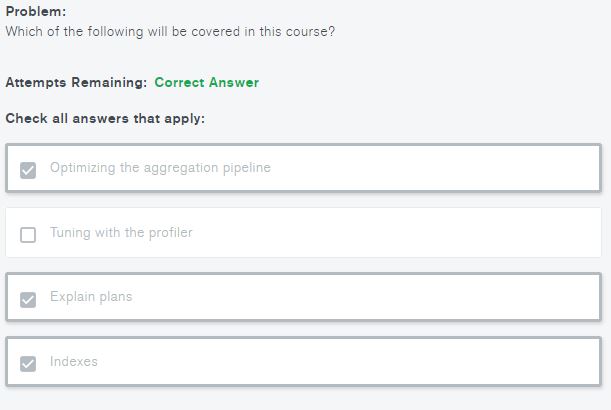 Problem:
Which of the following will be covered in this course?
Attempts Remaining: Correct Answer
Check all answers that apply:
Optimizing the aggregation pipeline
Tuning with the profiler
Explain plans
Indexes